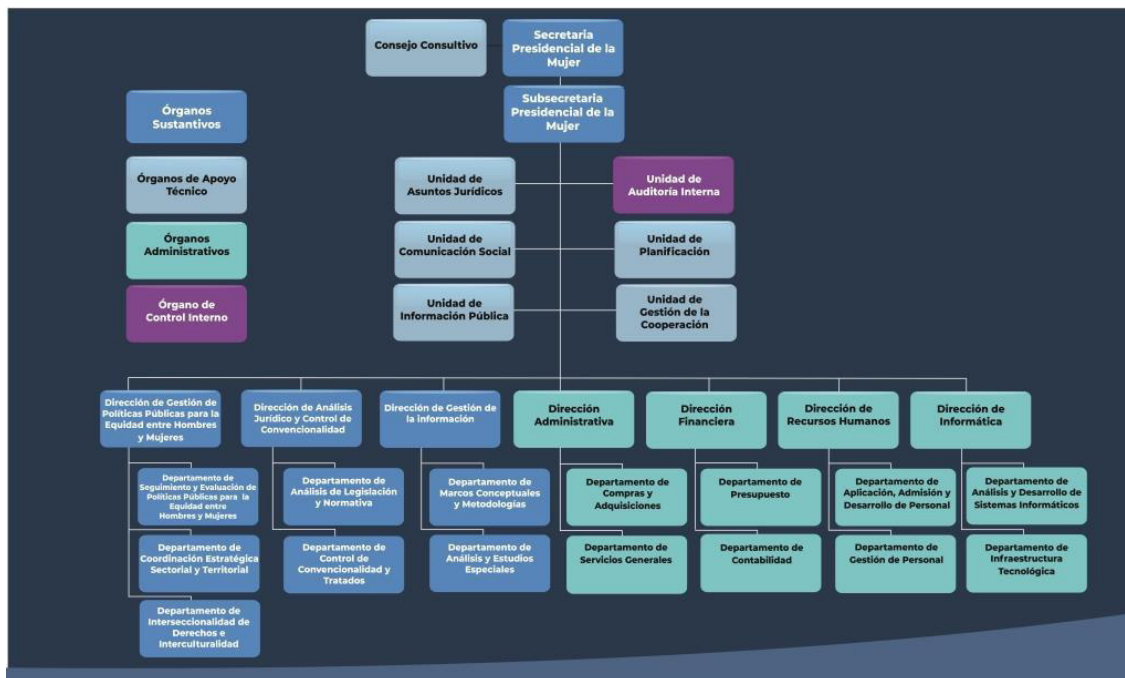 Consejo Consultivo
Secretaria
Presidencial de la
Mujer
Subsecretaria
Presidencial de la
Mujer
Órganos
Sustantivos
Órganos de Apoyo
Técnico
Órganos
Administrativos
Órgano de
Control Interno
Unidad de
Asuntos Jurídicos
Unidad de
Auditoría Interna
Unidad de
Comunicación Social
Unidad de
Planificación
Unidad de
Información Pública
Unidad de
Gestión de la
Cooperación
Dirección de Gestión de
Políticas Públicas para la
Equidad entre Hombres
y Mujeres
Dirección de Análisis
Jurídico y Control de
Convencionalidad
Dirección de Gestión de
la información
Dirección
Administrativa
Dirección
Financiera
Dirección de
Recursos Humanos
Dirección de
Informática
Departamento de
Seguimiento y Evaluación de
Políticas Públicas para la
Equidad entre
Hombres y Mujeres
Departamento de
Análisis de Legislación
y Normativa
Departamento de
Marcos Conceptuales
y Metodologías
Departamento de
Compras y
Adquisiciones
Departamento de
Presupuesto
Departamento de
Aplicación, Admisión y
Desarrollo de Personal
Departamento de
Análisis y Desarrollo de
Sistemas Informáticos
Departamento de
Coordinación Estratégica
Sectorial y Territorial
Departamento de
Control de
Convencionalidad y
Tratados
Departamento de
Análisis y Estudios
Especiales
Departamento de
Servicios Generales
Departamento de
Contabilidad
Departamento de
Gestión de Personal
Departamento de
Infraestructura
Tecnológica
Departamento de
Interseccionalidad de
Derechos e
Interculturalidad